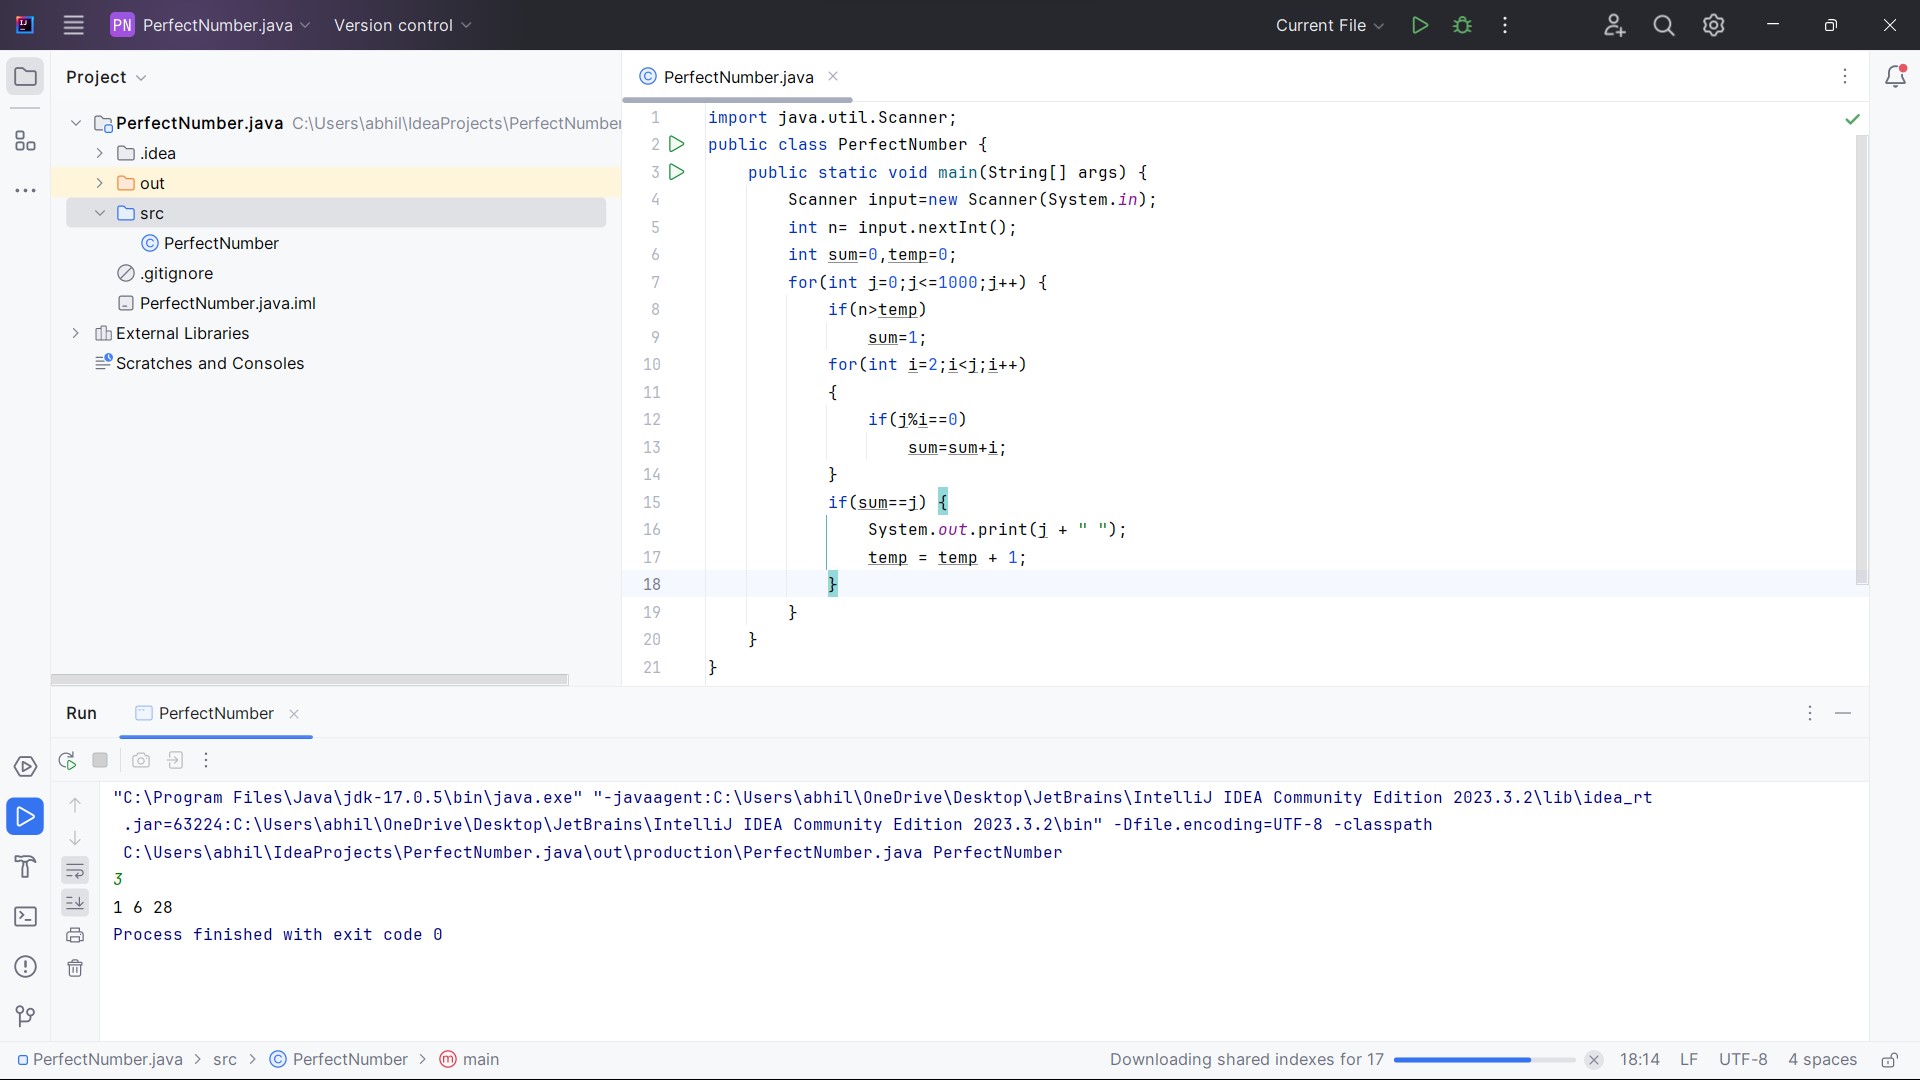 PN PerfectNumber.java Version control Current File
Project
PerfectNumber.java C:\Users\abhil\IdeaProjects\PerfectNumber
.idea
out
src
PerfectNumber
.gitignore
PerfectNumber.java.iml
External Libraries
Scratches and Consoles
PerfectNumber.java
1 import java.util.Scanner;
2 public class PerfectNumber {
3     public static void main(String[] args) {
4         Scanner input=new Scanner(System.in);
5         int n= input.nextInt();
6         int sum=0,temp=0;
7         for(int j=0;j<=1000;j++) {
8             if(n>temp)
9                 sum=1;
10             for(int i=2;i<j;i++)
11             {
12                 if(j%i==0)
13                     sum=sum+i;
14             }
15             if(sum==j) {
16                 System.out.print(j + " ");
17                 temp = temp + 1;
18             }
19         }
20     }
21 }
Run PerfectNumber
"C:\Program Files\Java\jdk-17.0.5\bin\java.exe" "-javaagent:C:\Users\abhil\OneDrive\Desktop\JetBrains\IntelliJ IDEA Community Edition 2023.3.2\lib\idea_rt
.jar=63224:C:\Users\abhil\OneDrive\Desktop\JetBrains\IntelliJ IDEA Community Edition 2023.3.2\bin" -Dfile.encoding=UTF-8 -classpath
C:\Users\abhil\IdeaProjects\PerfectNumber.java\out\production\PerfectNumber.java PerfectNumber
3
1 6 28
Process finished with exit code 0
PerfectNumber.java > src > PerfectNumber > main Downloading shared indexes for 17 18:14 LF UTF-8 4 spaces